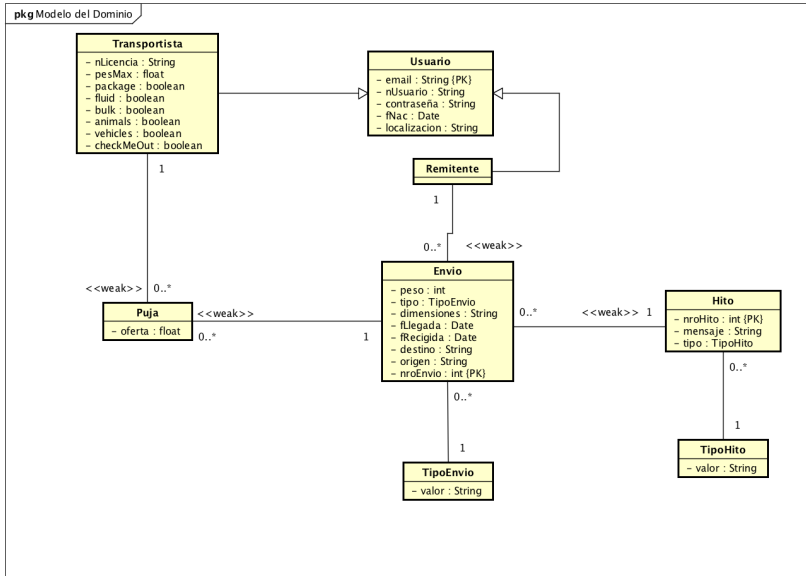 pkg Modelo del Dominio
Transportista
- nLicencia : String
- pesMax : float
- package : boolean
- fluid : boolean
- bulk : boolean
- animals : boolean
- vehicles : boolean
- checkMeOut : boolean
Usuario
- email : String {PK}
- nUsuario : String
- contraseña : String
- fNac : Date
- localizacion : String
Remitente
1
1
0..*
<<weak>>
Envio
- peso : int
- tipo : TipoEnvio
- dimensiones : String
- fLlegada : Date
- fRecigida : Date
- destino : String
- origen : String
- nroEnvio : int {PK}
<<weak>>
0..*
Puja
- oferta : float
<<weak>>
0..*
1
0..*
<<weak>>
1
Hito
- nroHito : int {PK}
- mensaje : String
- tipo : TipoHito
0..*
1
TipoHito
- valor : String
0..*
1
TipoEnvio
- valor : String